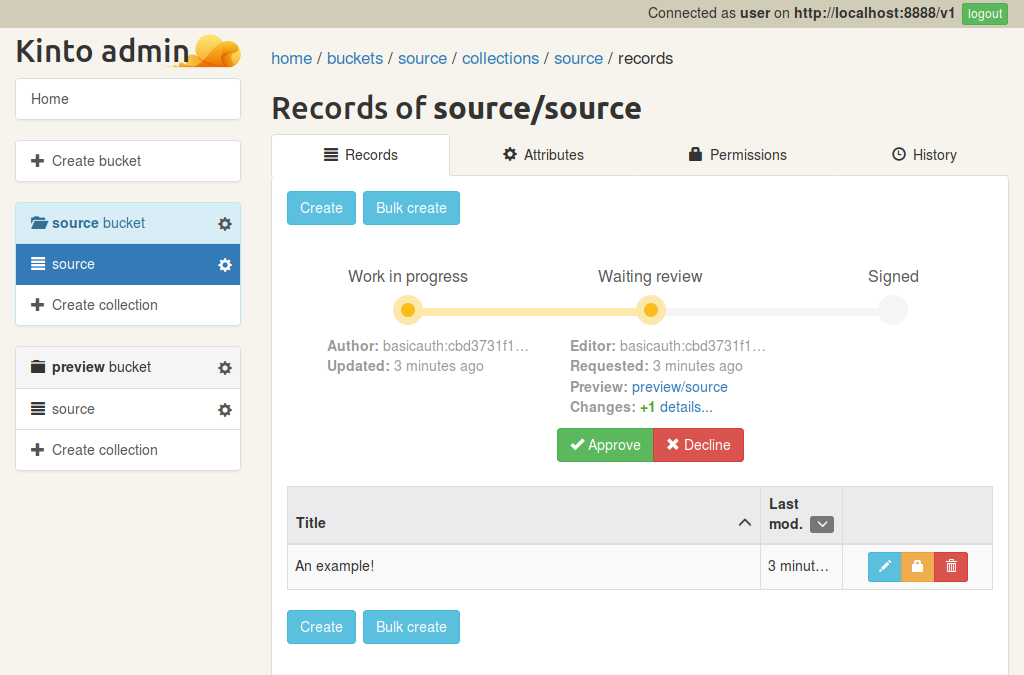 Connected as user on http://localhost:8888/v1 logout
Kinto admin
Home
Create bucket
source bucket
source
Create collection
preview bucket
source
Create collection
home / buckets / source / collections / source / records
Records of source/source
Records Attributes Permissions History
Create Bulk create
Work in progress Waiting review Signed
Author: basicauth:cbd3731f1…
Updated: 3 minutes ago
Editor: basicauth:cbd3731f1…
Requested: 3 minutes ago
Preview: preview/source
Changes: +1 details...
Approve Decline
Title
Last
mod.
An example! 3 minut…
Create Bulk create